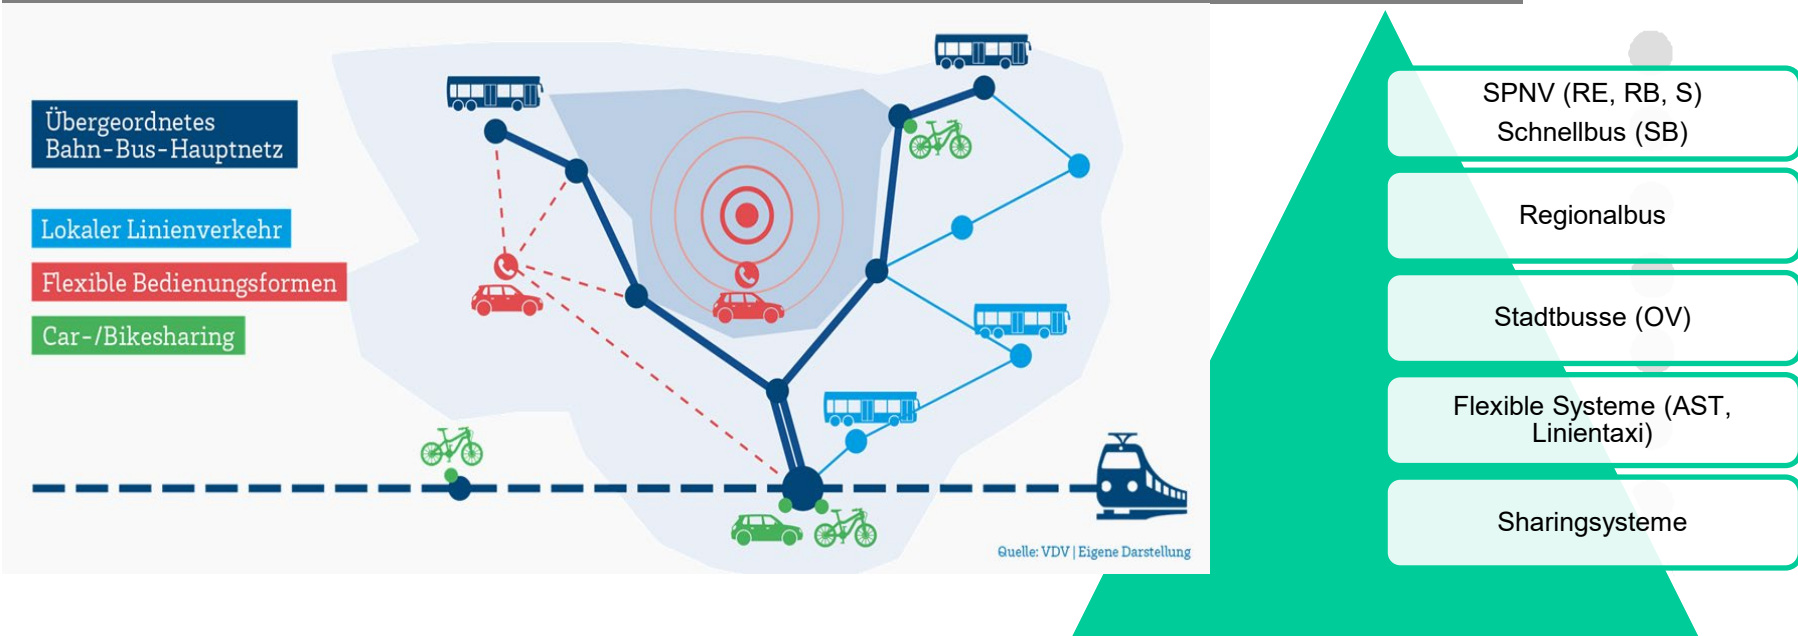 Übergeordnetes
Bahn-Bus-Hauptnetz
Lokaler Linienverkehr
Flexible Bedienungsformen
Car-/Bikesharing
Quelle: VDV | Eigene Darstellung
SPNV (RE, RB, S)
Schnellbus (SB)
Regionalbus
Stadtbusse (OV)
Flexible Systeme (AST,
Linientaxi)
Sharingsysteme